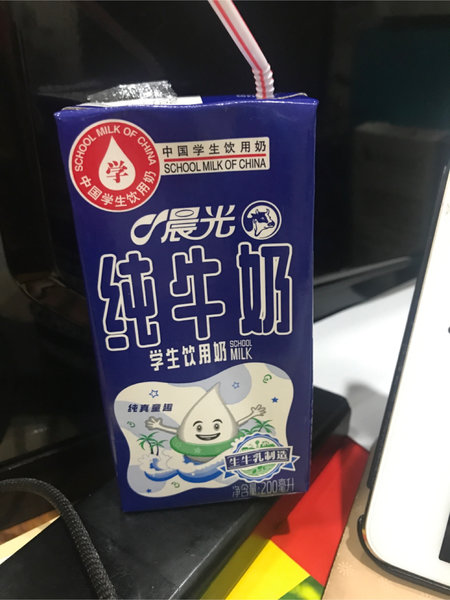 SCHOOL MILK OF CHINA
学
中国学生饮用奶
中国学生饮用奶
SCHOOL MILK OF CHINA
晨光
纯牛奶
学生饮用奶 SCHOOL MILK
纯真童趣
生牛乳制造
净含量:200毫升